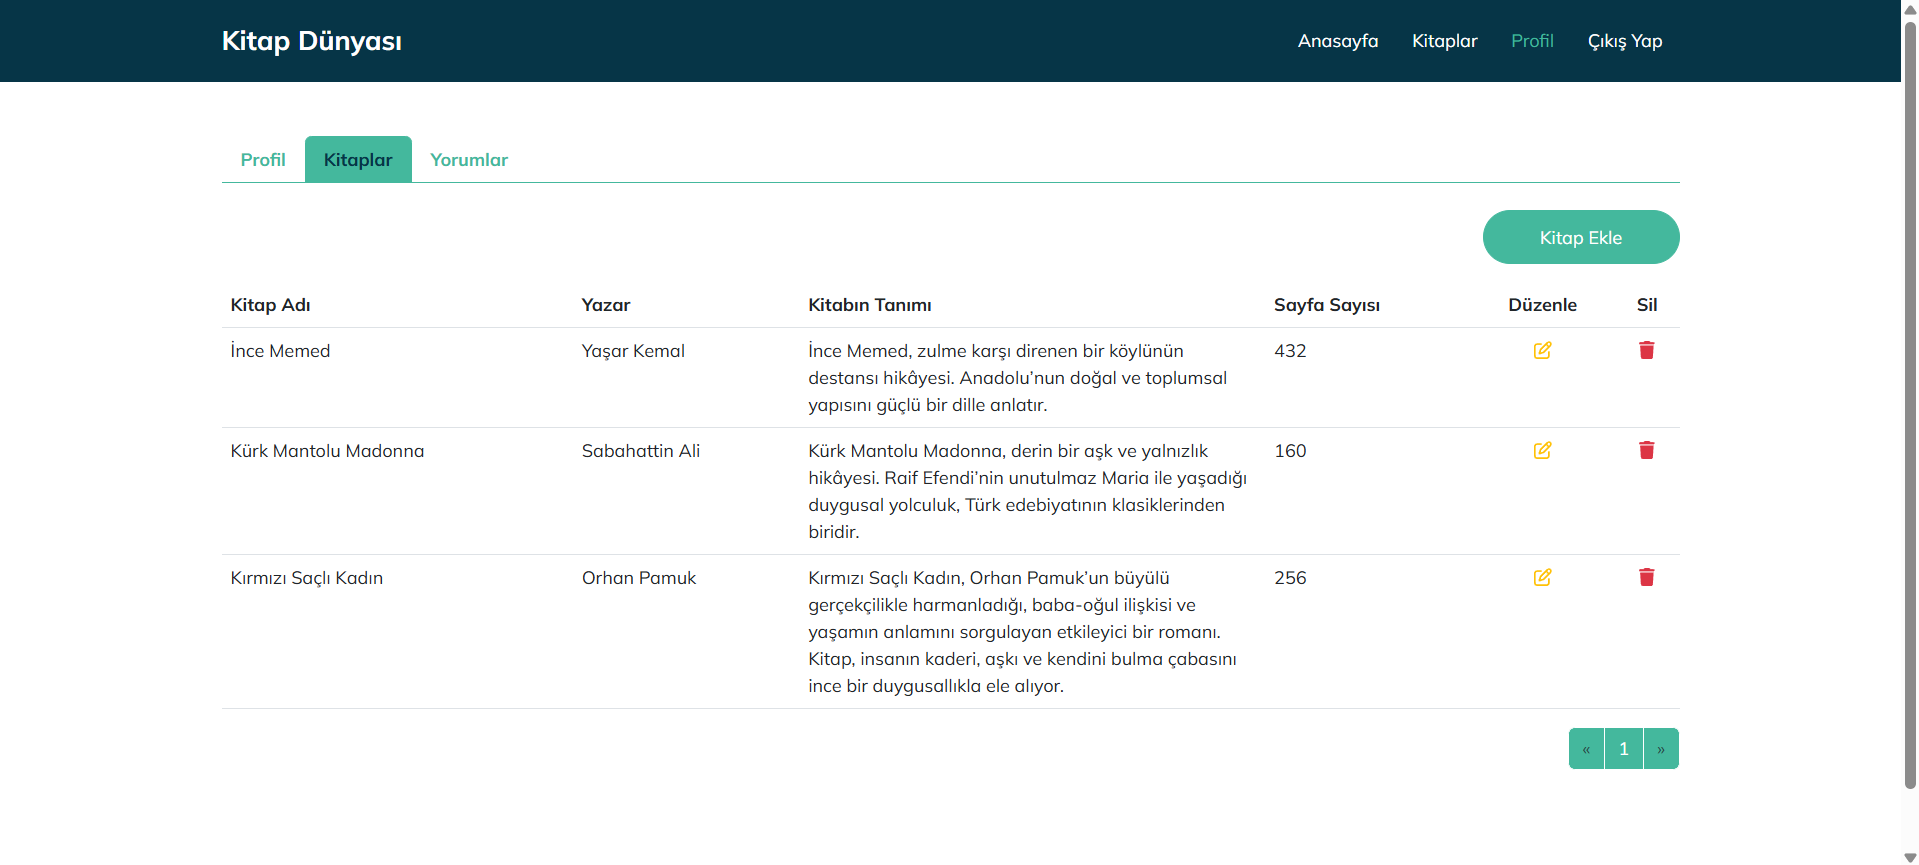 Kitap Dünyası
Anasayfa Kitaplar Profil Çıkış Yap
Profil Kitaplar Yorumlar
Kitap Ekle
Kitap Adı Yazar Kitabın Tanımı Sayfa Sayısı Düzenle Sil
İnce Memed Yaşar Kemal İnce Memed, zulme karşı direnen bir köylünün 432
destansı hikâyesi. Anadolu’nun doğal ve toplumsal
yapısını güçlü bir dille anlatır.
Kürk Mantolu Madonna Sabahattin Ali Kürk Mantolu Madonna, derin bir aşk ve yalnızlık 160
hikâyesi. Raif Efendi’nin unutulmaz Maria ile yaşadığı
duygusal yolculuk, Türk edebiyatının klasiklerinden
biridir.
Kırmızı Saçlı Kadın Orhan Pamuk Kırmızı Saçlı Kadın, Orhan Pamuk’un büyülü 256
gerçekçilikle harmanladığı, baba-oğul ilişkisi ve
yaşamın anlamını sorgulayan etkileyici bir romanı.
Kitap, insanın kaderi, aşkı ve kendini bulma çabasını
ince bir duygusallıkla ele alıyor.
« 1 »